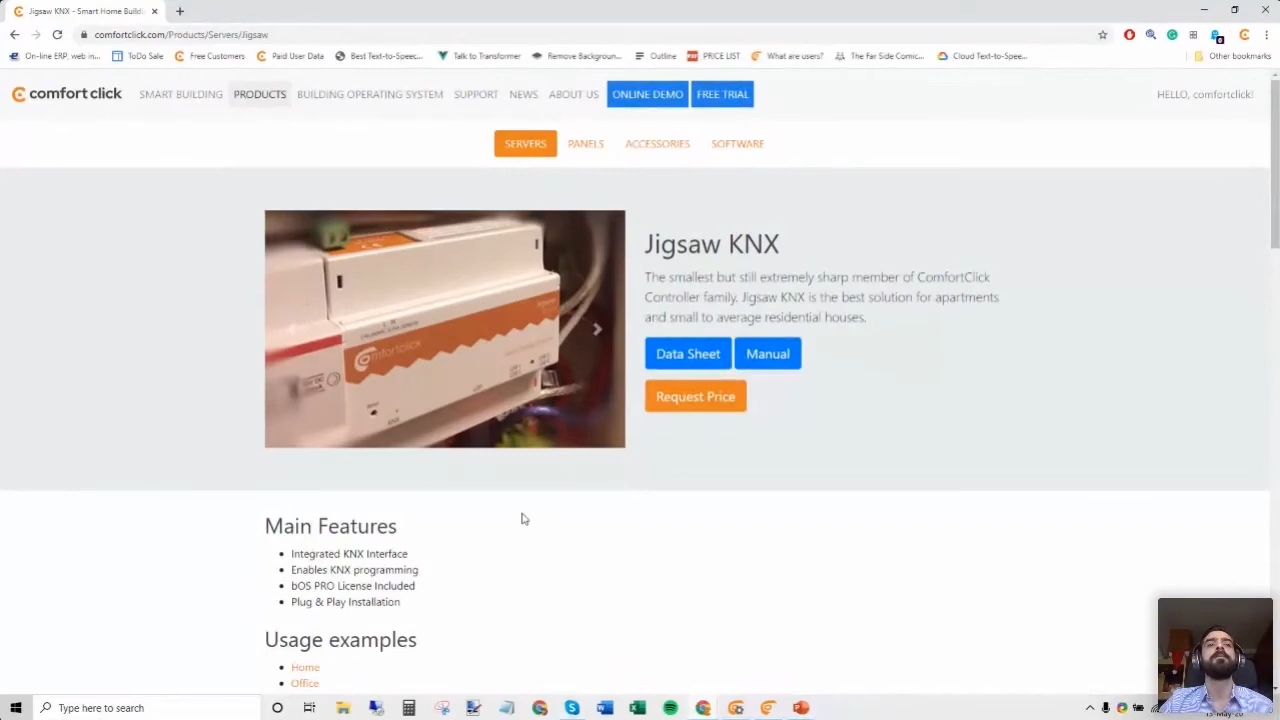 Jigsaw KNX - Smart Home Buildi
comfortclick.com/Products/Servers/Jigsaw
On-line ERP, web in... ToDo Sale Free Customers Paid User Data Best Text-to-Speec... Talk to Transformer Remove Backgroun... Outline PRICE LIST What are users? The Far Side Comic... Cloud Text-to-Spee... Other bookmarks
comfortclick SMART BUILDING PRODUCTS BUILDING OPERATING SYSTEM SUPPORT NEWS ABOUT US ONLINE DEMO FREE TRIAL HELLO, comfortclick!
SERVERS PANELS ACCESSORIES SOFTWARE
comfortclick
Jigsaw KNX
The smallest but still extremely sharp member of ComfortClick
Controller family. Jigsaw KNX is the best solution for apartments
and small to average residential houses.
Data Sheet Manual
Request Price
Main Features
Integrated KNX Interface
Enables KNX programming
bOS PRO License Included
Plug & Play Installation
Usage examples
Home
Office
Type here to search
13-May-20